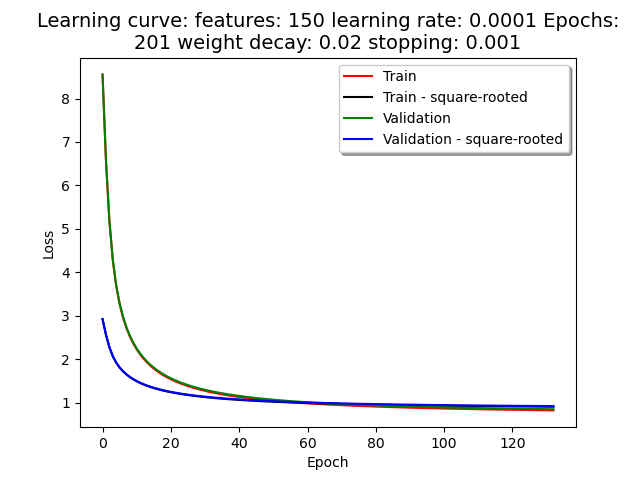 Learning curve: features: 150 learning rate: 0.0001 Epochs:
201 weight decay: 0.02 stopping: 0.001
Train
Train - square-rooted
Validation
Validation - square-rooted
Loss
8
7
6
5
4
3
2
1
0 20 40 60 80 100 120
Epoch